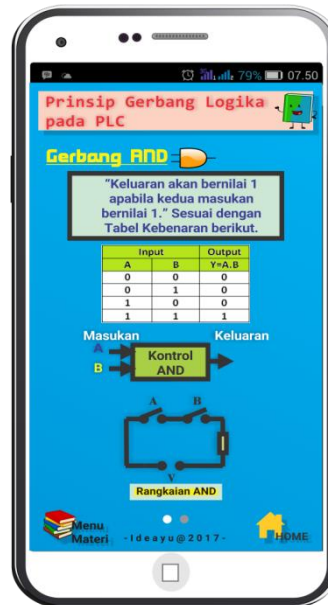 79% 07.50
Prinsip Gerbang Logika
pada PLC
Gerbang AND
"Keluaran akan bernilai 1
apabila kedua masukan
bernilai 1." Sesuai dengan
Tabel Kebenaran berikut.
Input Output
A B Y=A.B
0 0 0
0 1 0
1 0 0
1 1 1
Masukan Keluaran
A
B
Kontrol
AND
A B
V
Rangkaian AND
Menu
Materi
-Ideayu@2017-
HOME